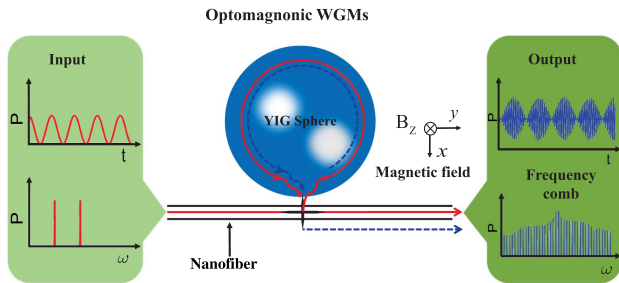 Optomagnonic WGMs
Input
P
t
P
ω
YIG Sphere
B_Z
y
x
Magnetic field
Nanofiber
Output
P
t
Frequency
comb
P
ω